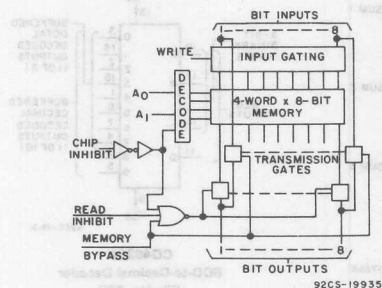 BIT INPUTS
8
WRITE
INPUT GATING
A0
A1
DECODE
4-WORD x 8-BIT
MEMORY
CHIP
INHIBIT
TRANSMISSION
GATES
READ
INHIBIT
MEMORY
BYPASS
8
BIT OUTPUTS
92CS-19935